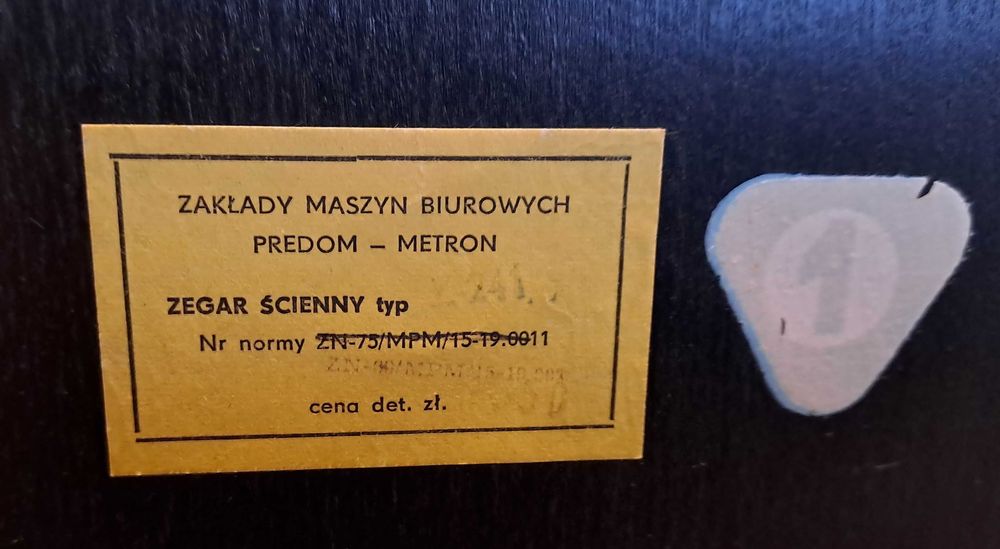 ZAKŁADY MASZYN BIUROWYCH
PREDOM – METRON
ZEGAR ŚCIENNY typ
Nr normy ZN-75/MPM/15-19.0011
cena det. zł.
1